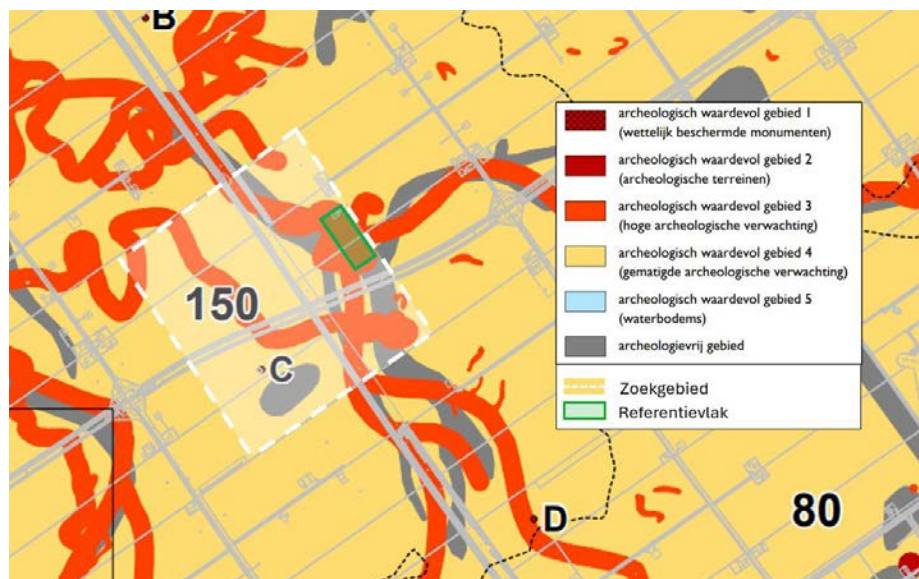 B
archeologisch waardevol gebied 1
(wettelijk beschermde monumenten)
archeologisch waardevol gebied 2
(archeologische terreinen)
archeologisch waardevol gebied 3
(hoge archeologische verwachting)
archeologisch waardevol gebied 4
(gematigde archeologische verwachting)
archeologisch waardevol gebied 5
(waterbodems)
archeologievrij gebied
Zoekgebied
Referentievlak
150
C
D
80